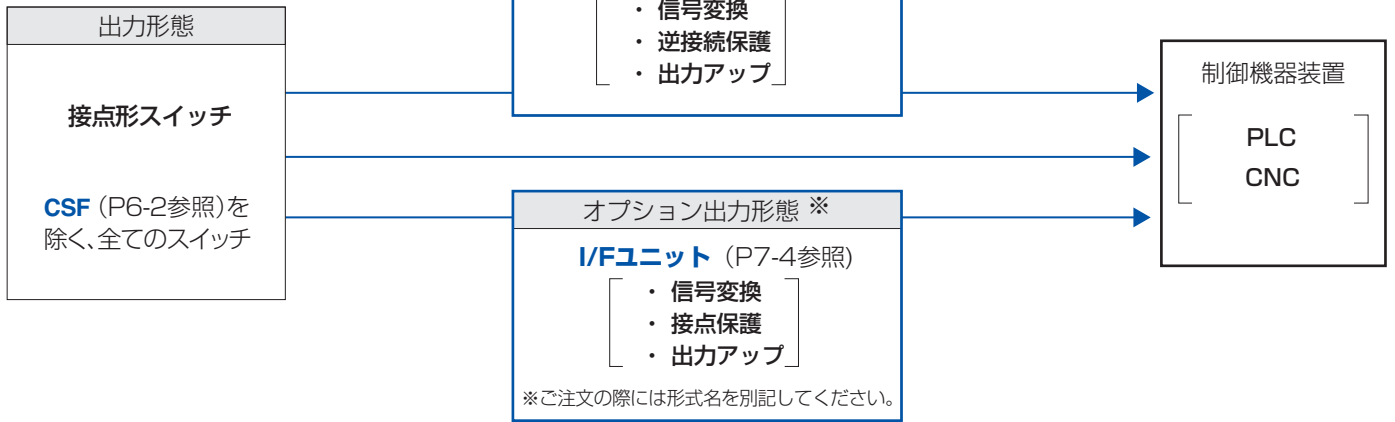 出力形態
接点形スイッチ
CSF（P6-2参照）を
除く、全てのスイッチ
・ 信号変換
・ 逆接続保護
・ 出力アップ
オプション出力形態 ※
I/Fユニット（P7-4参照）
・ 信号変換
・ 接点保護
・ 出力アップ
※ご注文の際には形式名を別記してください。
制御機器装置
PLC
CNC